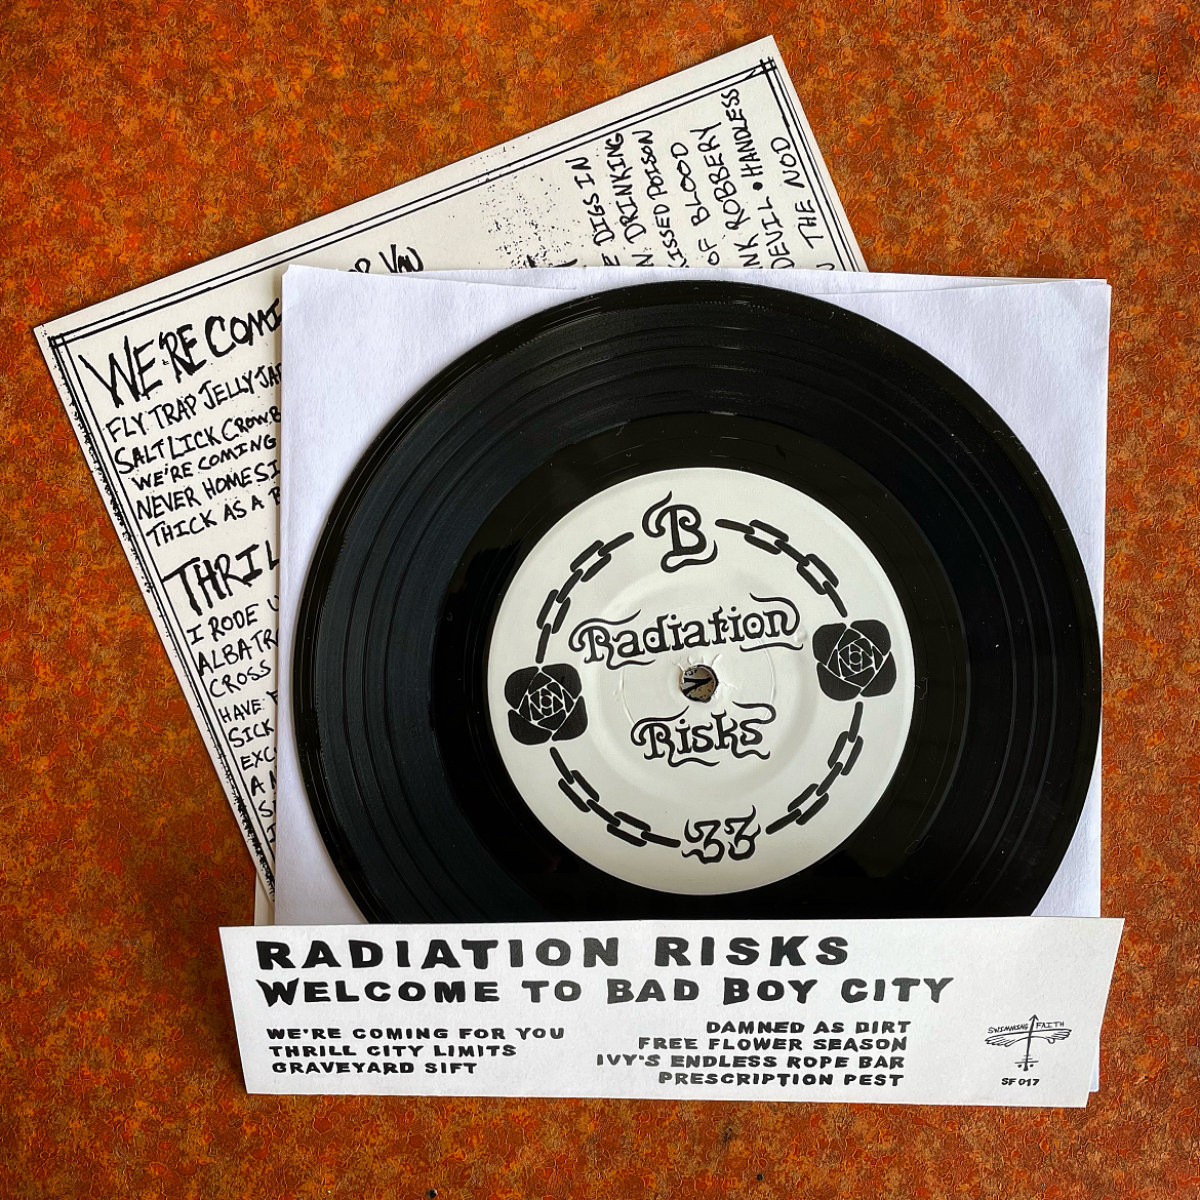 WE'RE COMI
FLY TRAP JELLY JAR
SALT LICK CROW.B
WE'RE COMING
NEVER HOMESI
THICK AS A B
THRIL
I RODE U
ALBATR
CROSS
HAVE
SICK
EXC
A
YOU
DIGS IN
DRINKING
KISSED POISON
OF BLOOD
ROBBERY
DEVIL • HANDLESS
THE NOD
B
Radiation
Risks
33
RADIATION RISKS
WELCOME TO BAD BOY CITY
WE'RE COMING FOR YOU
THRILL CITY LIMITS
GRAVEYARD SIFT
DAMNED AS DIRT
FREE FLOWER SEASON
IVY'S ENDLESS ROPE BAR
PRESCRIPTION PEST
SWIMMING FAITH
SF 017